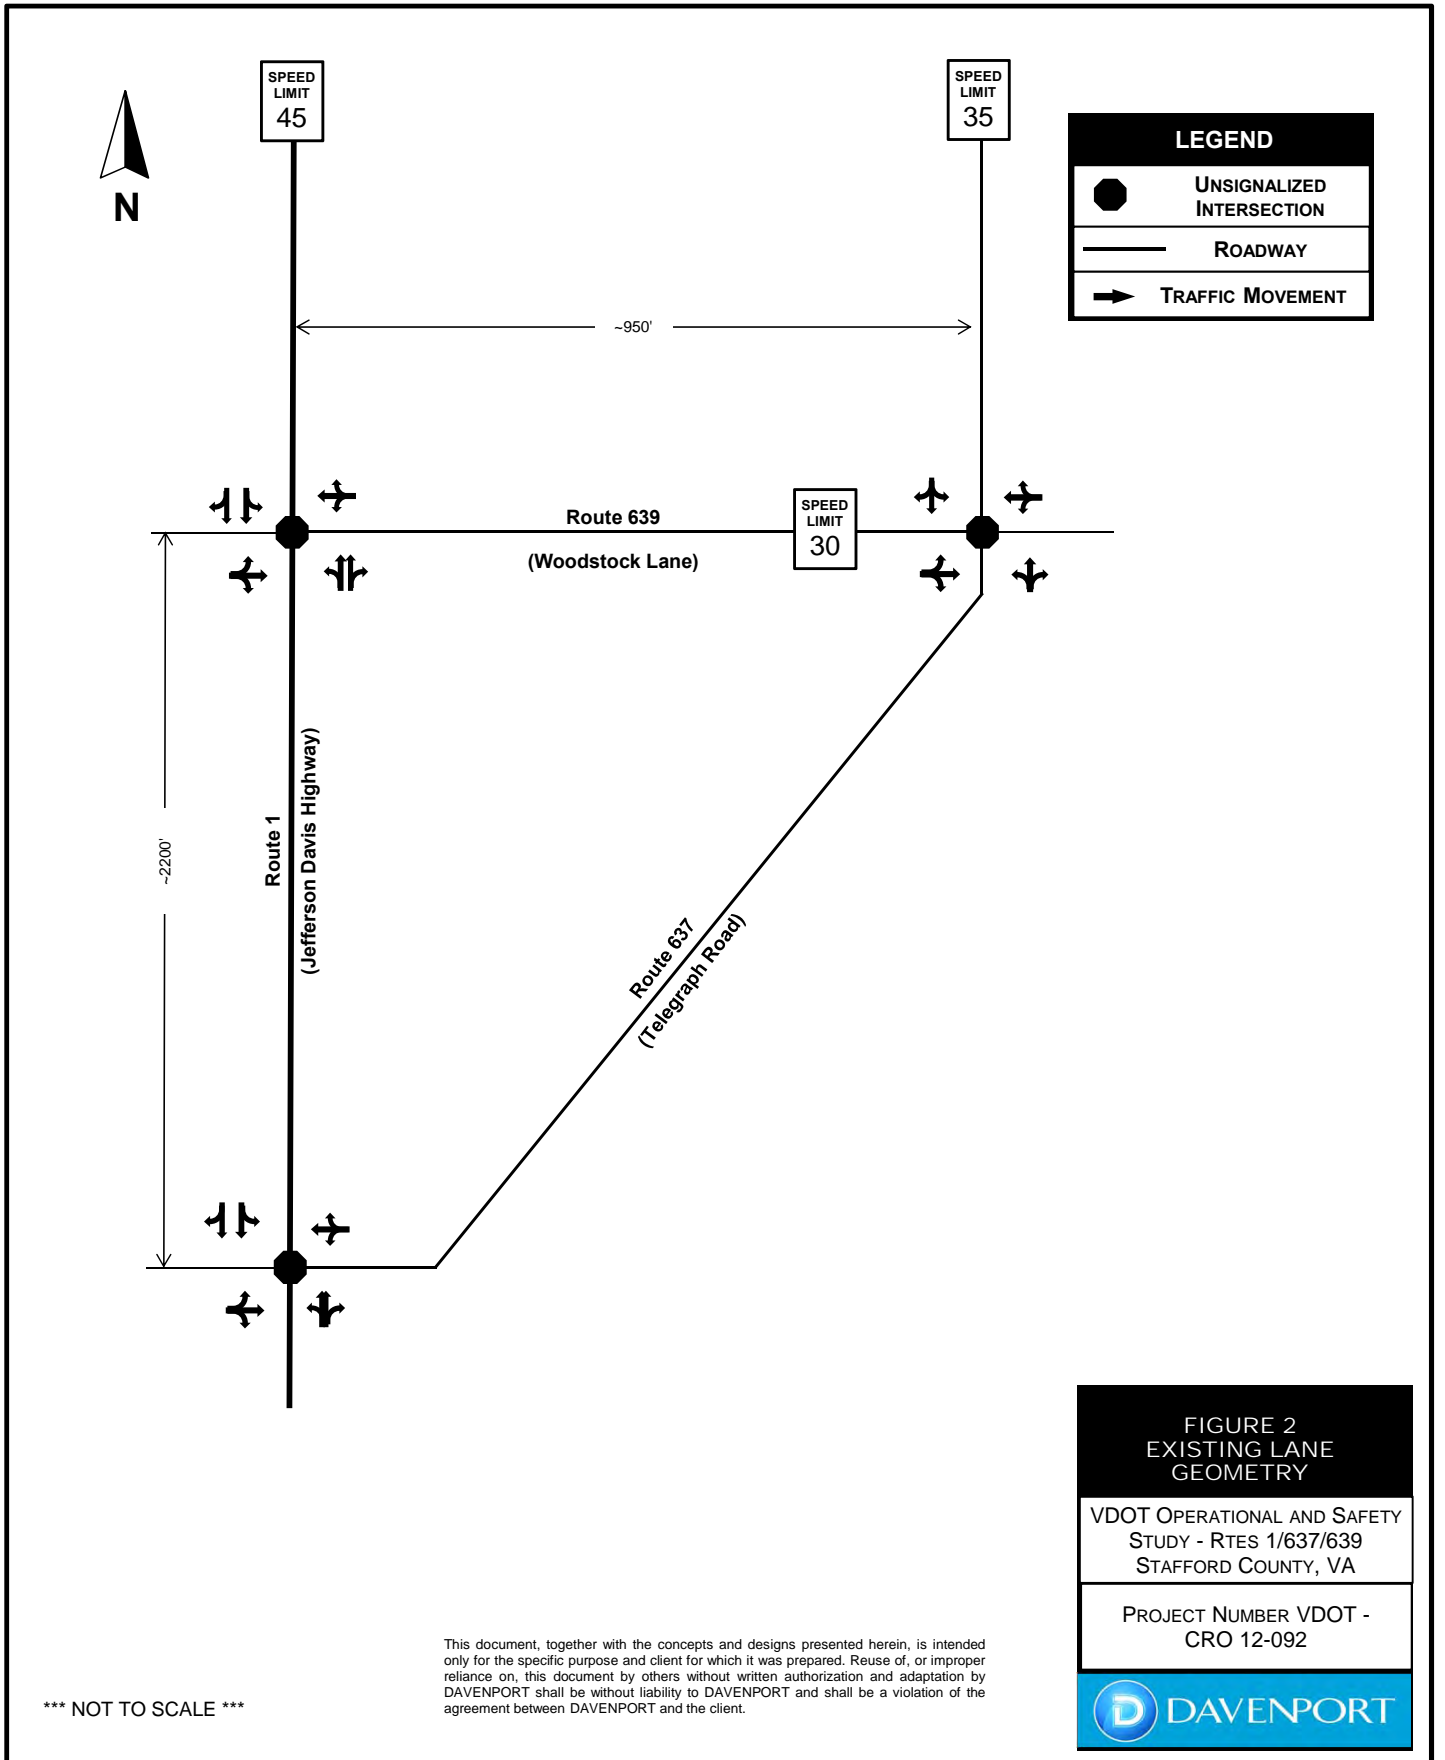 SPEED
LIMIT
45
SPEED
LIMIT
35
N
LEGEND
UNSIGNALIZED
INTERSECTION
ROADWAY
TRAFFIC MOVEMENT
~950'
Route 639
(Woodstock Lane)
SPEED
LIMIT
30
~2200'
Route 1
(Jefferson Davis Highway)
Route 637
(Telegraph Road)
FIGURE 2
EXISTING LANE
GEOMETRY
VDOT OPERATIONAL AND SAFETY
STUDY - RTES 1/637/639
STAFFORD COUNTY, VA
PROJECT NUMBER VDOT -
CRO 12-092
D DAVENPORT
This document, together with the concepts and designs presented herein, is intended
only for the specific purpose and client for which it was prepared. Reuse of, or improper
reliance on, this document by others without written authorization and adaptation by
DAVENPORT shall be without liability to DAVENPORT and shall be a violation of the
agreement between DAVENPORT and the client.
*** NOT TO SCALE ***